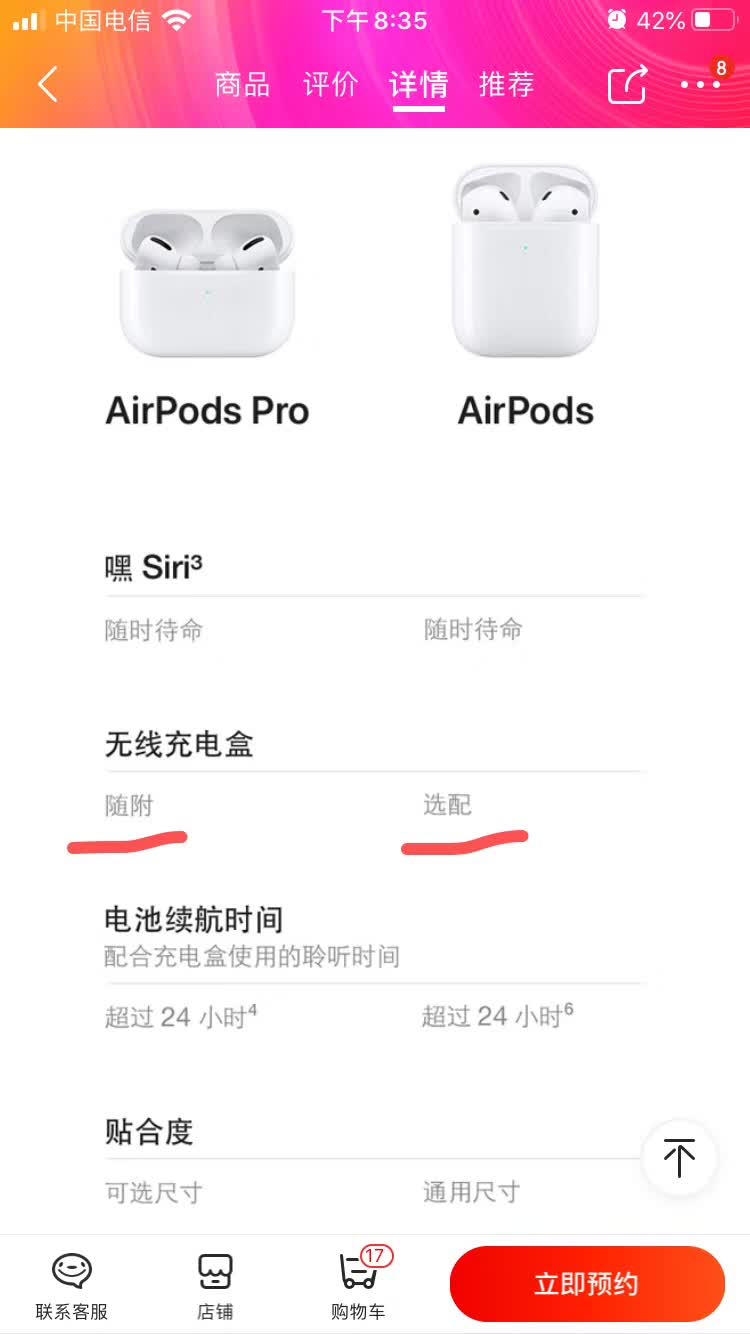 中国电信 下午8:35 42%
商品 评价 详情 推荐 8
AirPods Pro AirPods
嘿 Siri³
随时待命 随时待命
无线充电盒
随附 选配
电池续航时间
配合充电盒使用的聆听时间
超过 24 小时⁴ 超过 24 小时⁶
贴合度
可选尺寸 通用尺寸
17
联系客服 店铺 购物车 立即预约